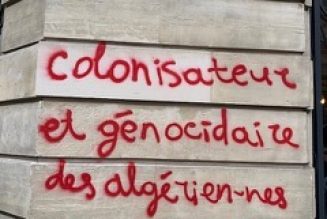 colonisateur
et génocidaire
des algérien-nes